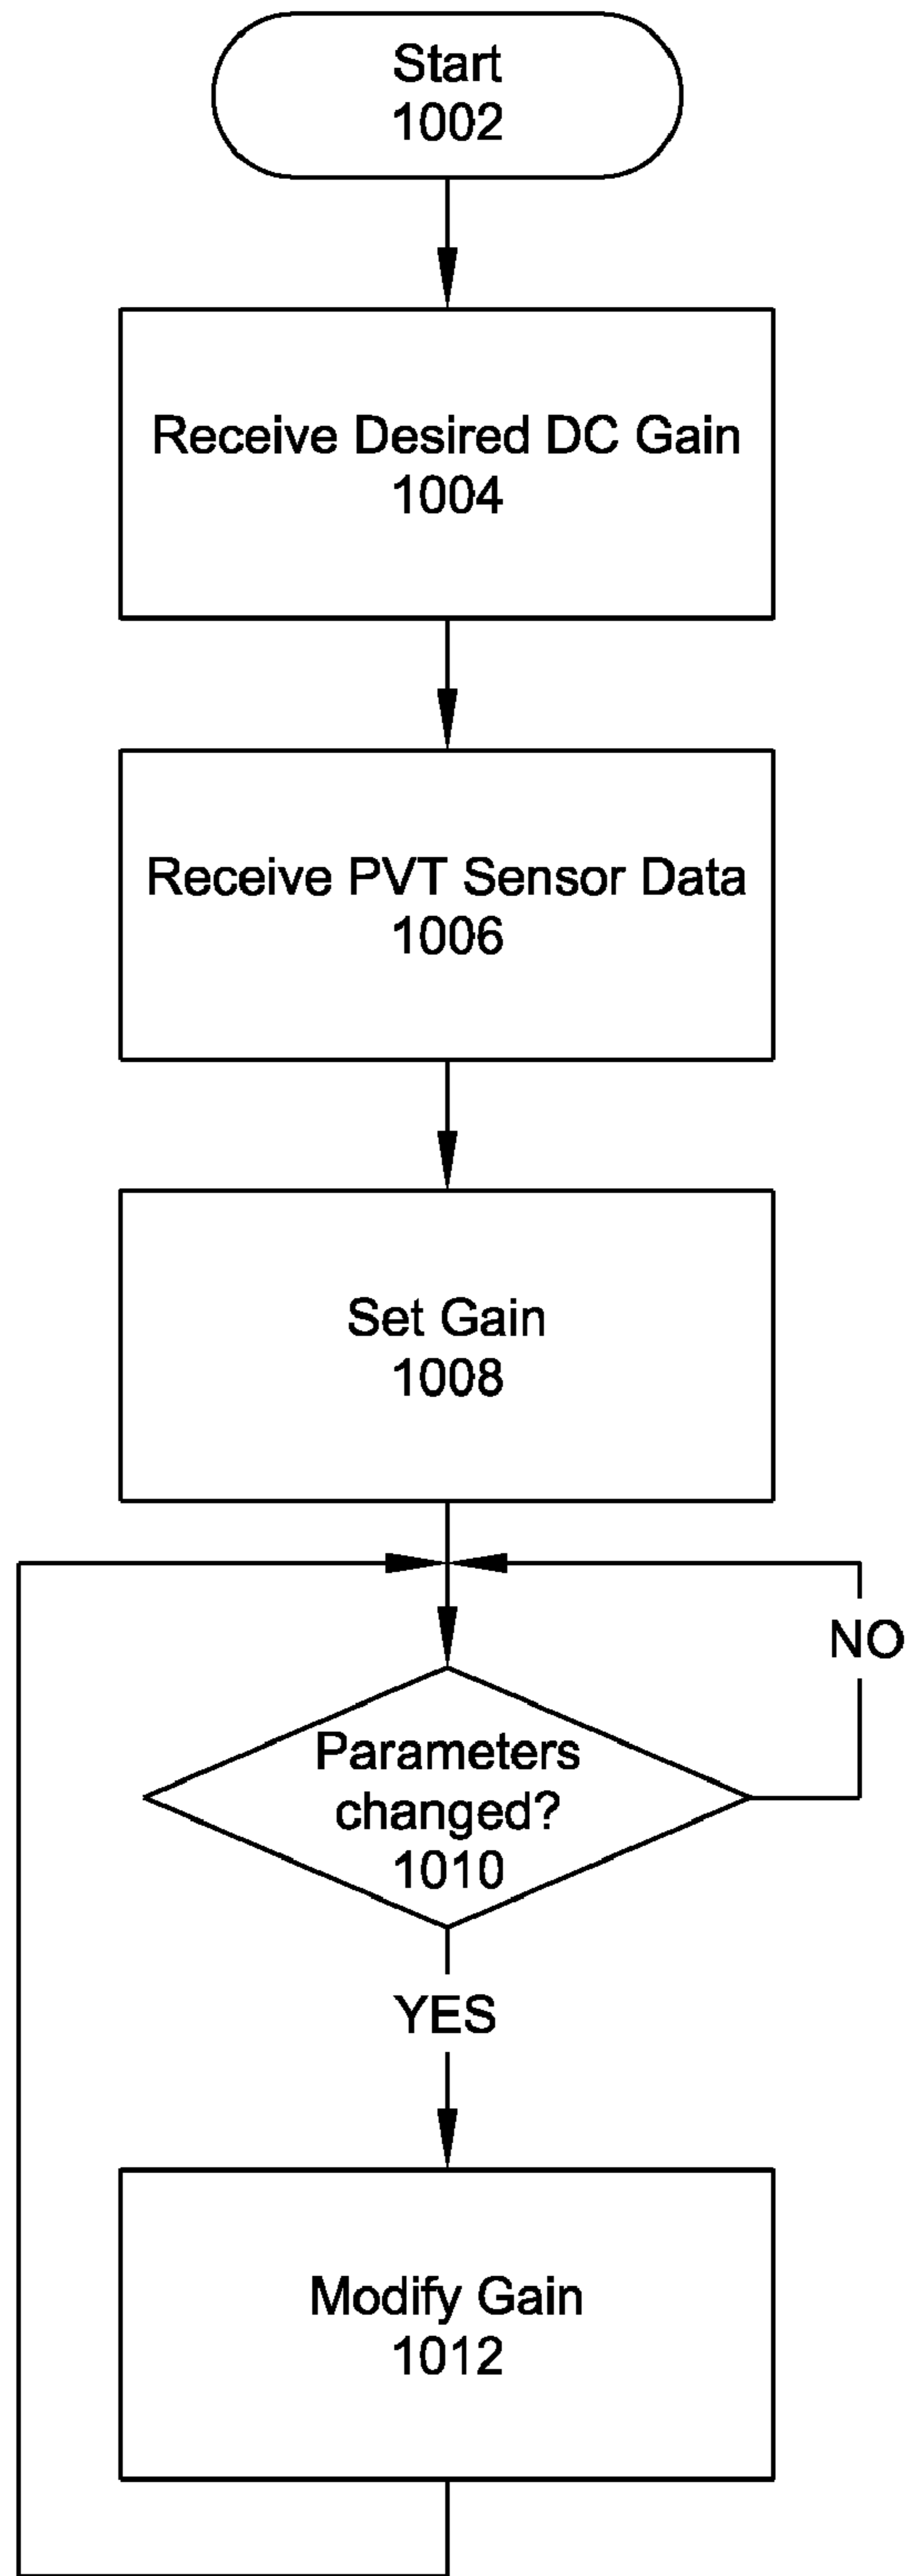 Start
1002
Receive Desired DC Gain
1004
Receive PVT Sensor Data
1006
Set Gain
1008
NO
Parameters
changed?
1010
YES
Modify Gain
1012